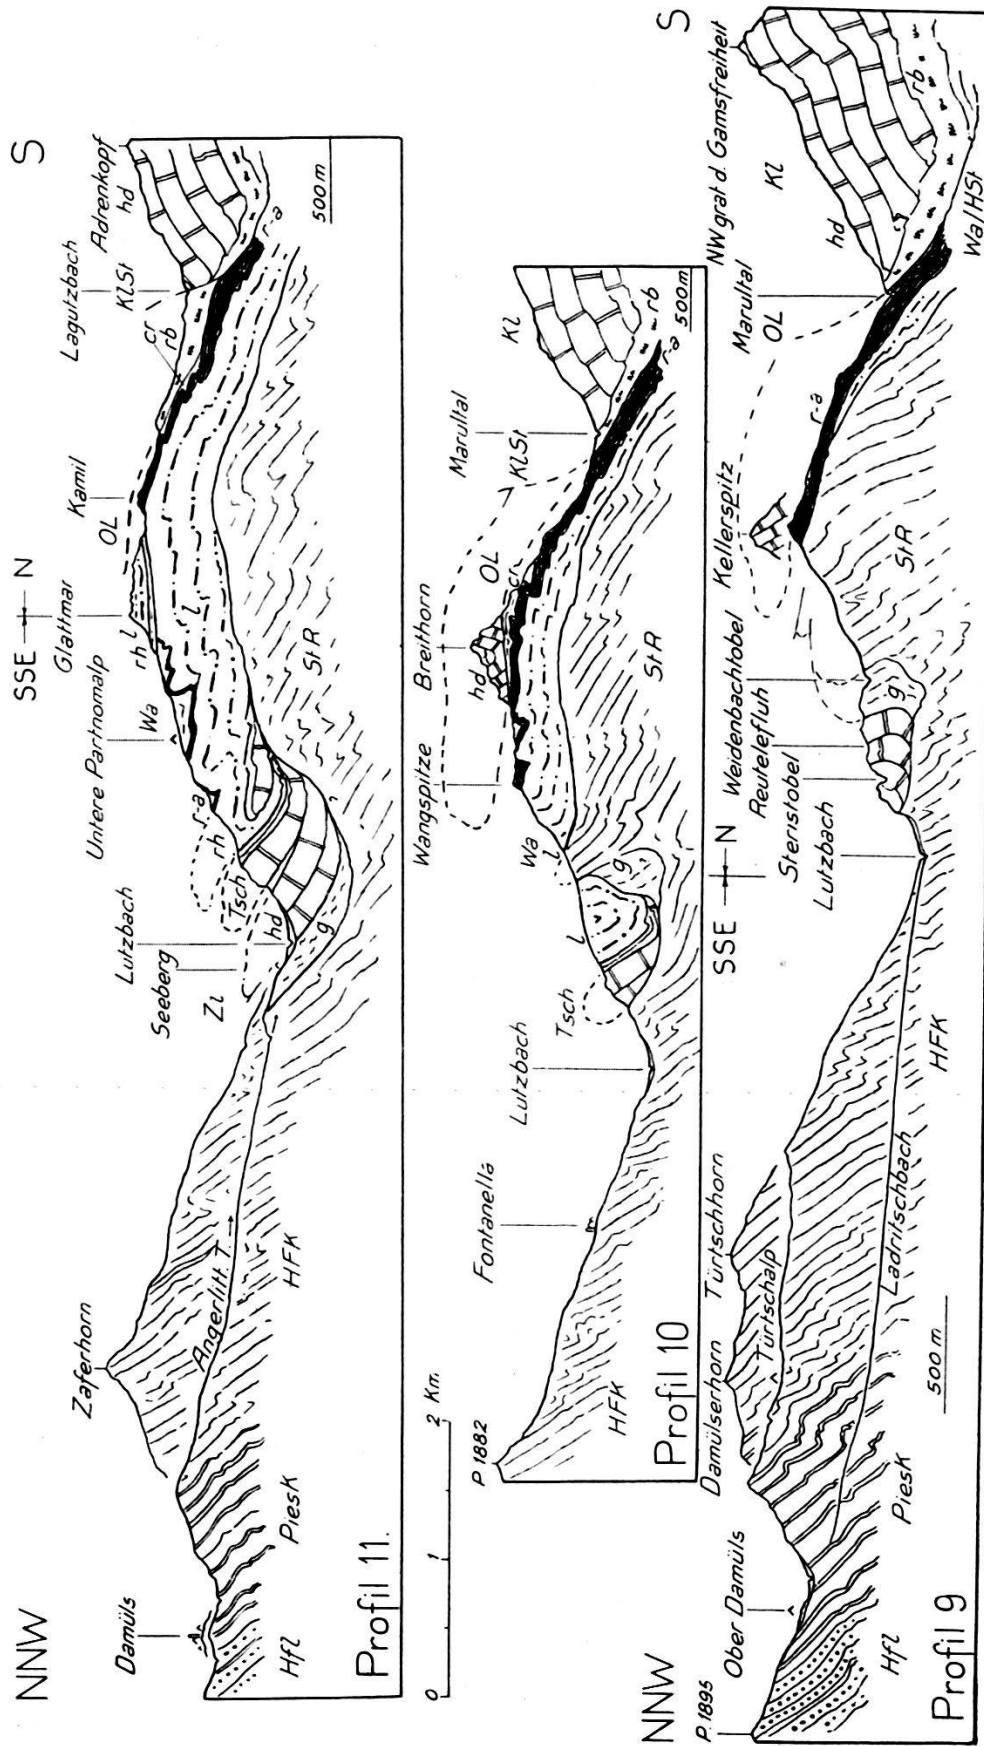 NNW
SSE ← → N
S
Damüls
Zaferhorn
Seeberg
Lutzbach
Untere Partnomalp
Glattmar
Kamil
Lagutzbach
Adrenkopf
Zl
hd
Tsch
rh
r-a
Wa
rh
l
OL
cr
rb
KlSt
hd
l
r-a
g
StR
Angerlitt. T. →
HFK
PiesK
Hfl
500m
Profil 11.
0
1
2 Km.
P. 1882
Fontanella
Lutzbach
Wangspitze
Breithorn
Marultal
Tsch
l
Wa
l
hd
OL
cr
KlSt
Kl
g
StR
rb
r-a
HFK
500m
Profil 10
NNW
SSE ← → N
S
P. 1895
Ober Damüls
Damülserhorn
Türtschhorn
Türtschalp
Lutzbach
Steristobel
Reutelefluh
Weidenbachtobel
Kellerspitz
Marultal
NWgrat d. Gamsfreiheit
OL
r-a
Kl
hd
rb
g
StR
Wa/HSt
Ladritschbach
HFK
PiesK
Hfl
500m
Profil 9